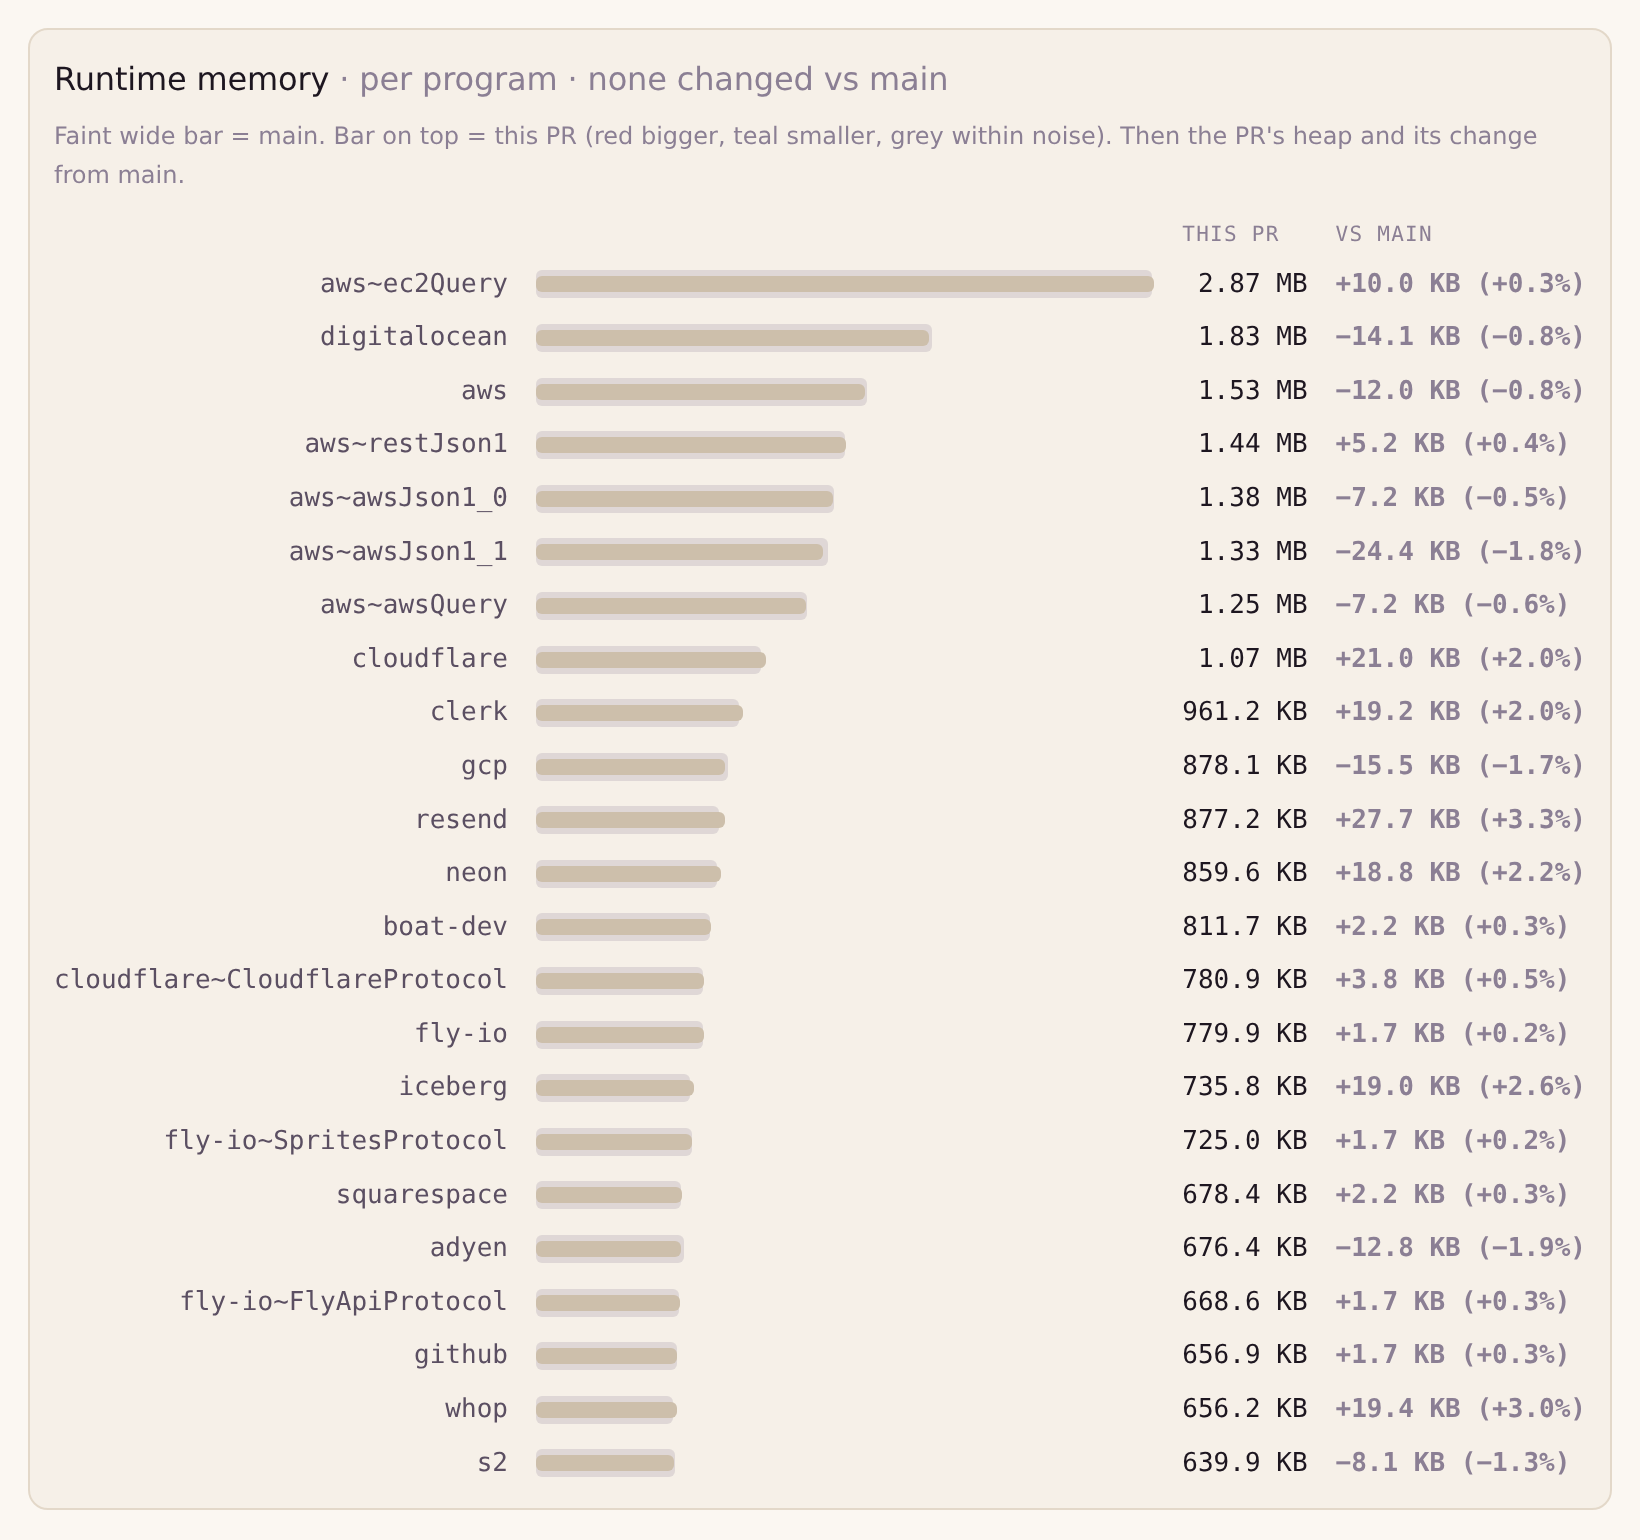 Runtime memory · per program · none changed vs main
Faint wide bar = main. Bar on top = this PR (red bigger, teal smaller, grey within noise). Then the PR's heap and its change
from main.
THIS PR VS MAIN
aws~ec2Query 2.87 MB +10.0 KB (+0.3%)
digitalocean 1.83 MB −14.1 KB (−0.8%)
aws 1.53 MB −12.0 KB (−0.8%)
aws~restJson1 1.44 MB +5.2 KB (+0.4%)
aws~awsJson1_0 1.38 MB −7.2 KB (−0.5%)
aws~awsJson1_1 1.33 MB −24.4 KB (−1.8%)
aws~awsQuery 1.25 MB −7.2 KB (−0.6%)
cloudflare 1.07 MB +21.0 KB (+2.0%)
clerk 961.2 KB +19.2 KB (+2.0%)
gcp 878.1 KB −15.5 KB (−1.7%)
resend 877.2 KB +27.7 KB (+3.3%)
neon 859.6 KB +18.8 KB (+2.2%)
boat-dev 811.7 KB +2.2 KB (+0.3%)
cloudflare~CloudflareProtocol 780.9 KB +3.8 KB (+0.5%)
fly-io 779.9 KB +1.7 KB (+0.2%)
iceberg 735.8 KB +19.0 KB (+2.6%)
fly-io~SpritesProtocol 725.0 KB +1.7 KB (+0.2%)
squarespace 678.4 KB +2.2 KB (+0.3%)
adyen 676.4 KB −12.8 KB (−1.9%)
fly-io~FlyApiProtocol 668.6 KB +1.7 KB (+0.3%)
github 656.9 KB +1.7 KB (+0.3%)
whop 656.2 KB +19.4 KB (+3.0%)
s2 639.9 KB −8.1 KB (−1.3%)